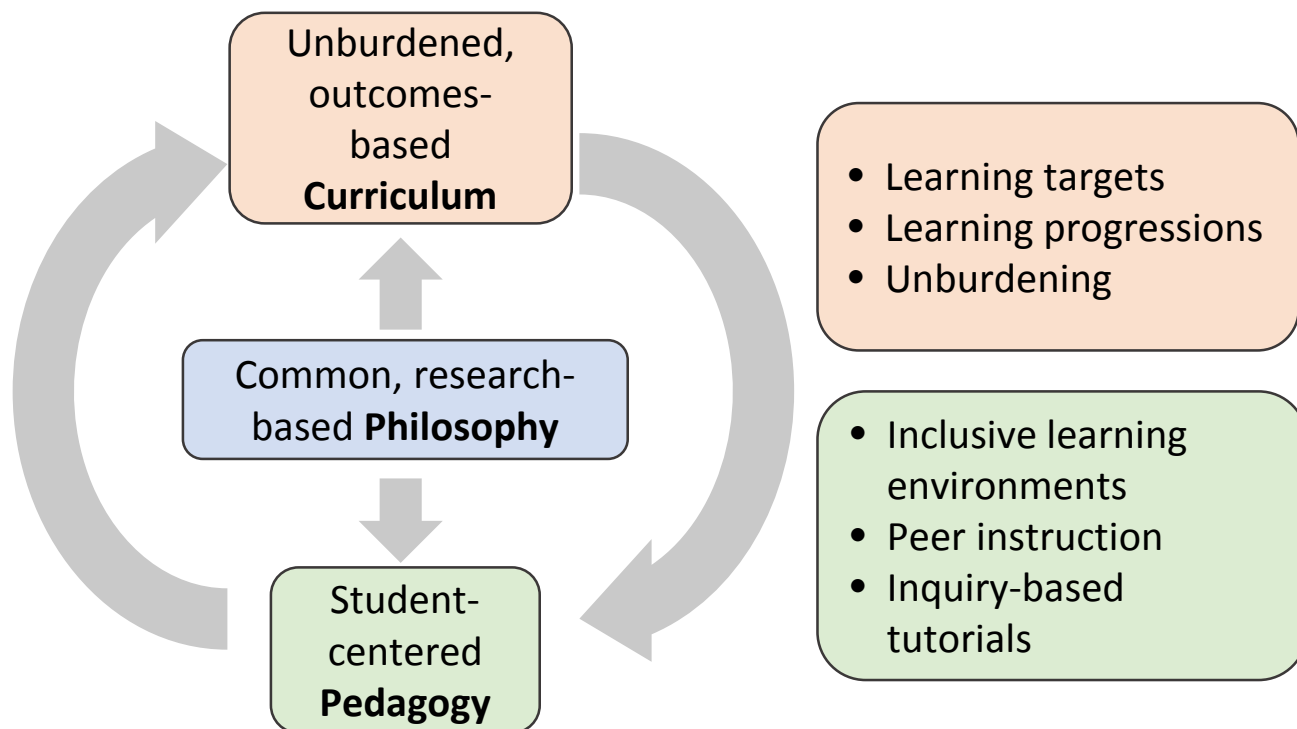 Unburdened,
outcomes-
based
Curriculum
Common, research-
based Philosophy
Student-
centered
Pedagogy
• Learning targets
• Learning progressions
• Unburdening
• Inclusive learning
environments
• Peer instruction
• Inquiry-based
tutorials